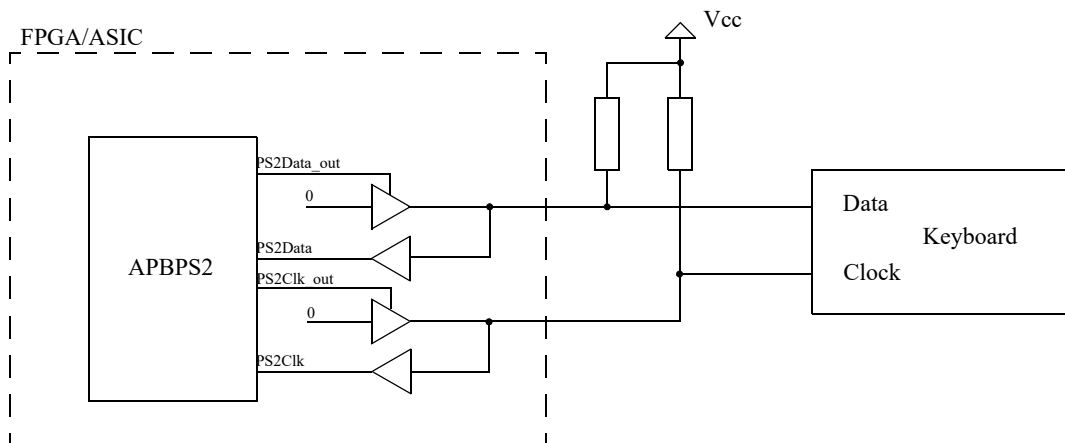 Vcc
FPGA/ASIC
PS2Data_out
0
Data
Keyboard
PS2Data
APBPS2
Clock
PS2Clk_out
0
PS2Clk